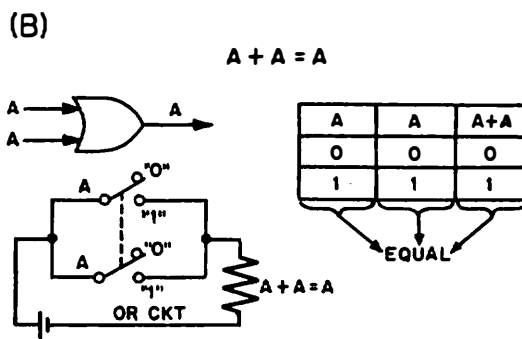 (B)
A + A = A
A
A
A
A A A+A
0 0 0
1 1 1
EQUAL
A "0"
"1"
A "0"
"1"
A + A = A
OR CKT